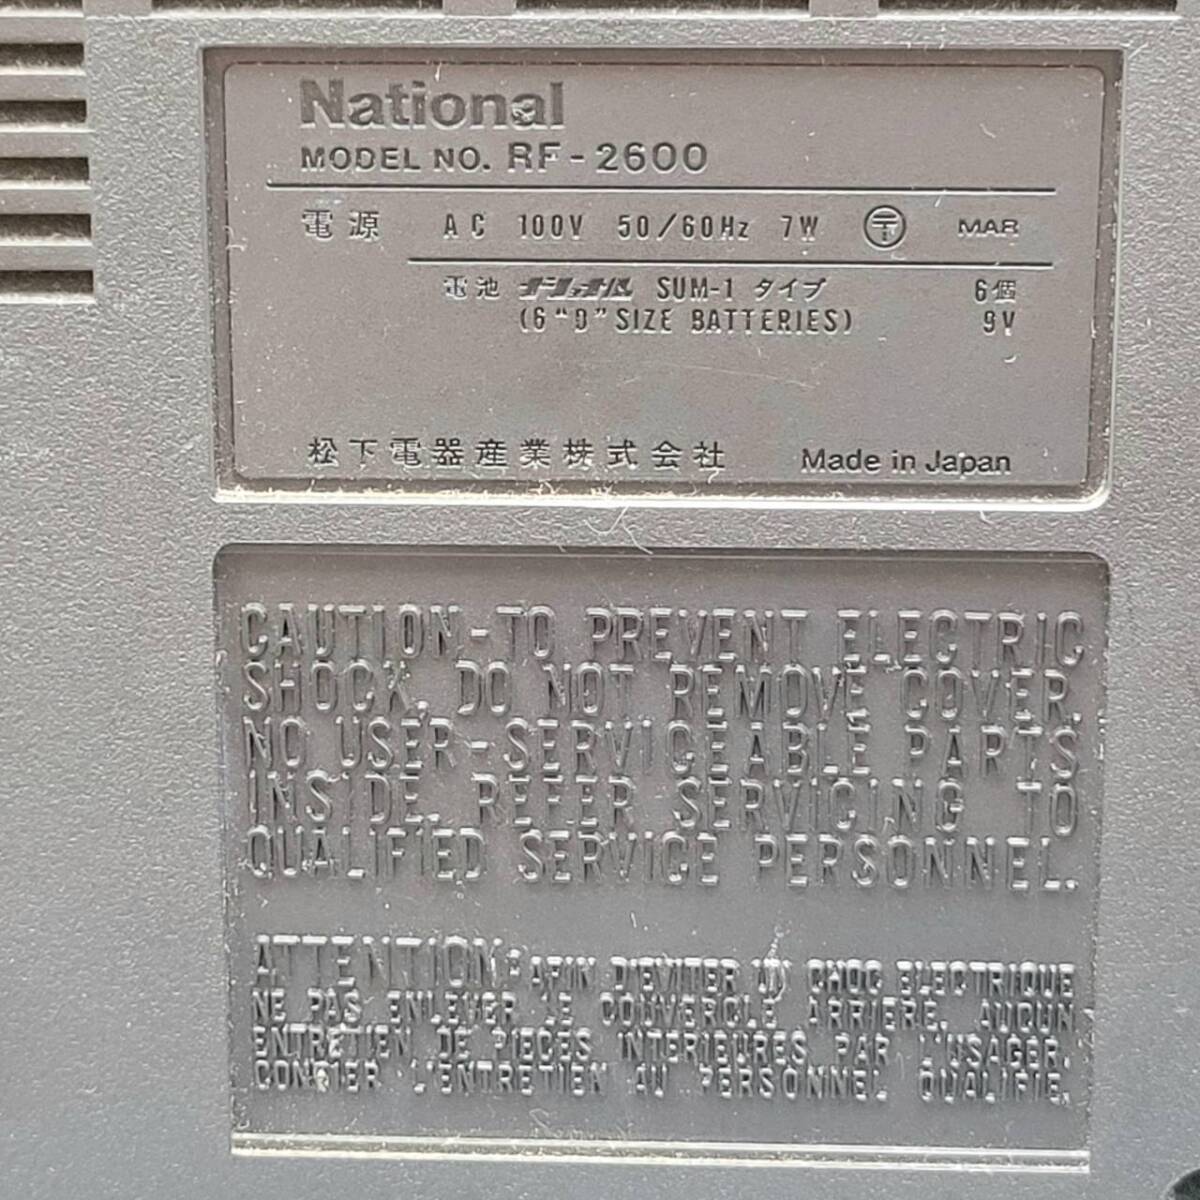 National
MODEL NO. RF-2600
電源 AC 100V 50/60Hz 7W 〒 MAR
電池 ナショナル SUM-1 タイプ 6個
(6 "D" SIZE BATTERIES) 9V
松下電器産業株式会社 Made in Japan
CAUTION-TO PREVENT ELECTRIC
SHOCK, DO NOT REMOVE COVER.
NO USER-SERVICEABLE PARTS
INSIDE. REFER SERVICING TO
QUALIFIED SERVICE PERSONNEL.
ATTENTION: AFIN D'EVITER UN CHOC ELECTRIQUE
NE PAS ENLEVER LE COUVERCLE ARRIERE. AUCUN
ENTRETIEN DE PIECES INTERIEURES PAR L'USAGER.
CONFIER L'ENTRETIEN AU PERSONNEL QUALIFIE.